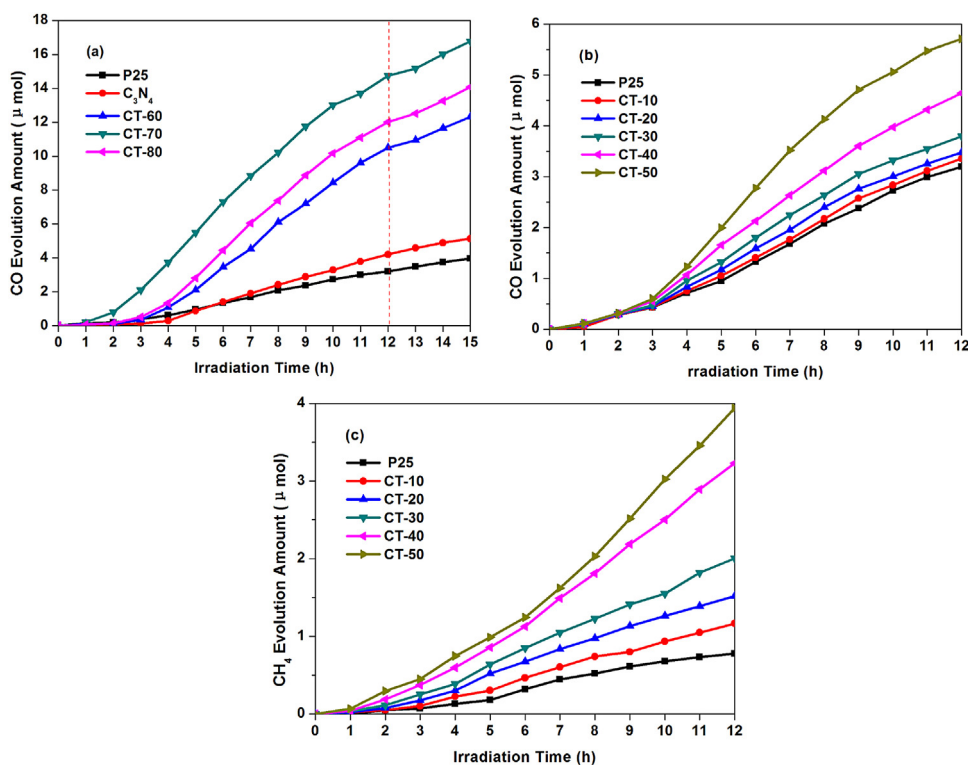 (a)
P25
C₃N₄
CT-60
CT-70
CT-80
CO Evolution Amount ( μ mol)
18
16
14
12
10
8
6
4
2
0
0 1 2 3 4 5 6 7 8 9 10 11 12 13 14 15
Irradiation Time (h)
(b)
P25
CT-10
CT-20
CT-30
CT-40
CT-50
CO Evolution Amount ( μ mol)
6
5
4
3
2
1
0
0 1 2 3 4 5 6 7 8 9 10 11 12
rradiation Time (h)
(c)
P25
CT-10
CT-20
CT-30
CT-40
CT-50
CH₄ Evolution Amount ( μ mol)
4
3
2
1
0
0 1 2 3 4 5 6 7 8 9 10 11 12
Irradiation Time (h)